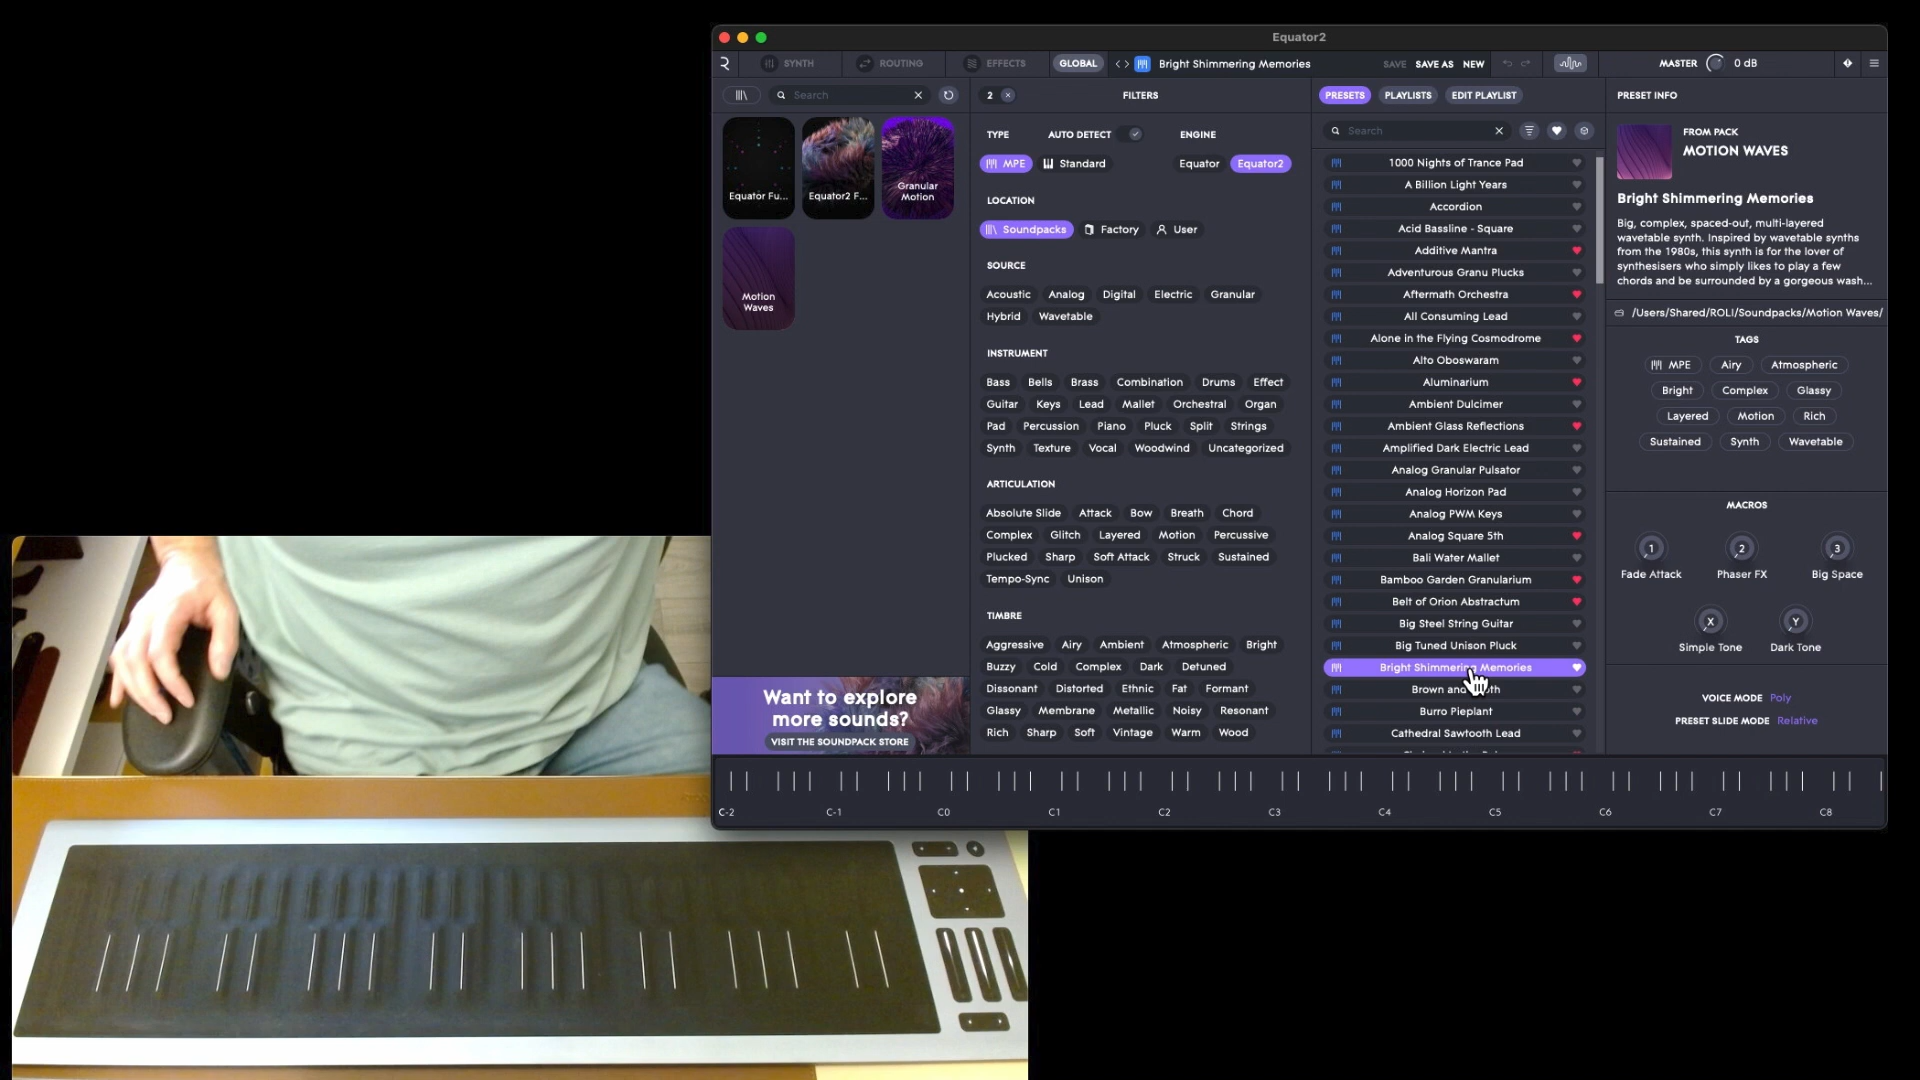 Equator2
SYNTH ROUTING EFFECTS GLOBAL < > Bright Shimmering Memories SAVE SAVE AS NEW MASTER 0 dB
Search
Equator Fu... Equator2 F... Granular Motion
Motion Waves
Want to explore
more sounds?
VISIT THE SOUNDPACK STORE
2 × FILTERS
TYPE AUTO DETECT ENGINE
MPE Standard Equator Equator2
LOCATION
Soundpacks Factory User
SOURCE
Acoustic Analog Digital Electric Granular
Hybrid Wavetable
INSTRUMENT
Bass Bells Brass Combination Drums Effect
Guitar Keys Lead Mallet Orchestral Organ
Pad Percussion Piano Pluck Split Strings
Synth Texture Vocal Woodwind Uncategorized
ARTICULATION
Absolute Slide Attack Bow Breath Chord
Complex Glitch Layered Motion Percussive
Plucked Sharp Soft Attack Struck Sustained
Tempo-Sync Unison
TIMBRE
Aggressive Airy Ambient Atmospheric Bright
Buzzy Cold Complex Dark Detuned
Dissonant Distorted Ethnic Fat Formant
Glassy Membrane Metallic Noisy Resonant
Rich Sharp Soft Vintage Warm Wood
PRESETS PLAYLISTS EDIT PLAYLIST
Search
1000 Nights of Trance Pad
A Billion Light Years
Accordion
Acid Bassline - Square
Additive Mantra
Adventurous Granu Plucks
Aftermath Orchestra
All Consuming Lead
Alone in the Flying Cosmodrome
Alto Oboswaram
Aluminarium
Ambient Dulcimer
Ambient Glass Reflections
Amplified Dark Electric Lead
Analog Granular Pulsator
Analog Horizon Pad
Analog PWM Keys
Analog Square 5th
Bali Water Mallet
Bamboo Garden Granularium
Belt of Orion Abstractum
Big Steel String Guitar
Big Tuned Unison Pluck
Bright Shimmering Memories
Brown and
Burro Pieplant
Cathedral Sawtooth Lead
PRESET INFO
FROM PACK
MOTION WAVES
Bright Shimmering Memories
Big, complex, spaced-out, multi-layered
wavetable synth. Inspired by wavetable synths
from the 1980s, this synth is for the lover of
synthesisers who simply likes to play a few
chords and be surrounded by a gorgeous wash...
/Users/Shared/ROLI/Soundpacks/Motion Waves/
TAGS
MPE Airy Atmospheric
Bright Complex Glassy
Layered Motion Rich
Sustained Synth Wavetable
MACROS
1 2 3
Fade Attack Phaser FX Big Space
X Y
Simple Tone Dark Tone
VOICE MODE Poly
PRESET SLIDE MODE Relative
C-2 C-1 C0 C1 C2 C3 C4 C5 C6 C7 C8